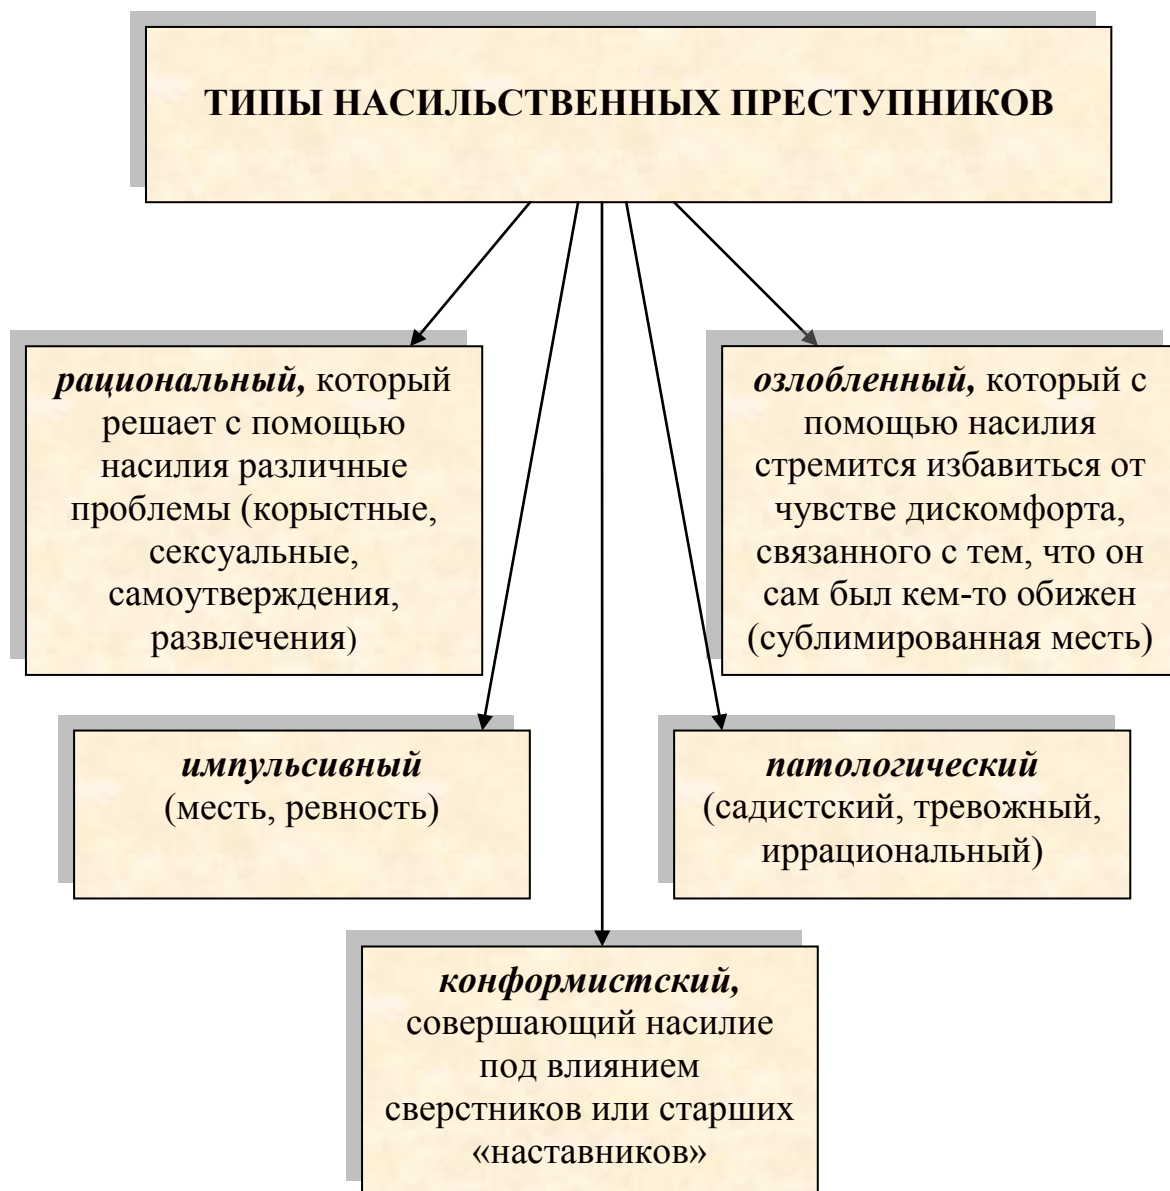 ТИПЫ НАСИЛЬСТВЕННЫХ ПРЕСТУПНИКОВ
рациональный, который
решает с помощью
насилия различные
проблемы (корыстные,
сексуальные,
самоутверждения,
развлечения)
озлобленный, который с
помощью насилия
стремится избавиться от
чувстве дискомфорта,
связанного с тем, что он
сам был кем-то обижен
(сублимированная месть)
импульсивный
(месть, ревность)
патологический
(садистский, тревожный,
иррациональный)
конформистский,
совершающий насилие
под влиянием
сверстников или старших
«наставников»